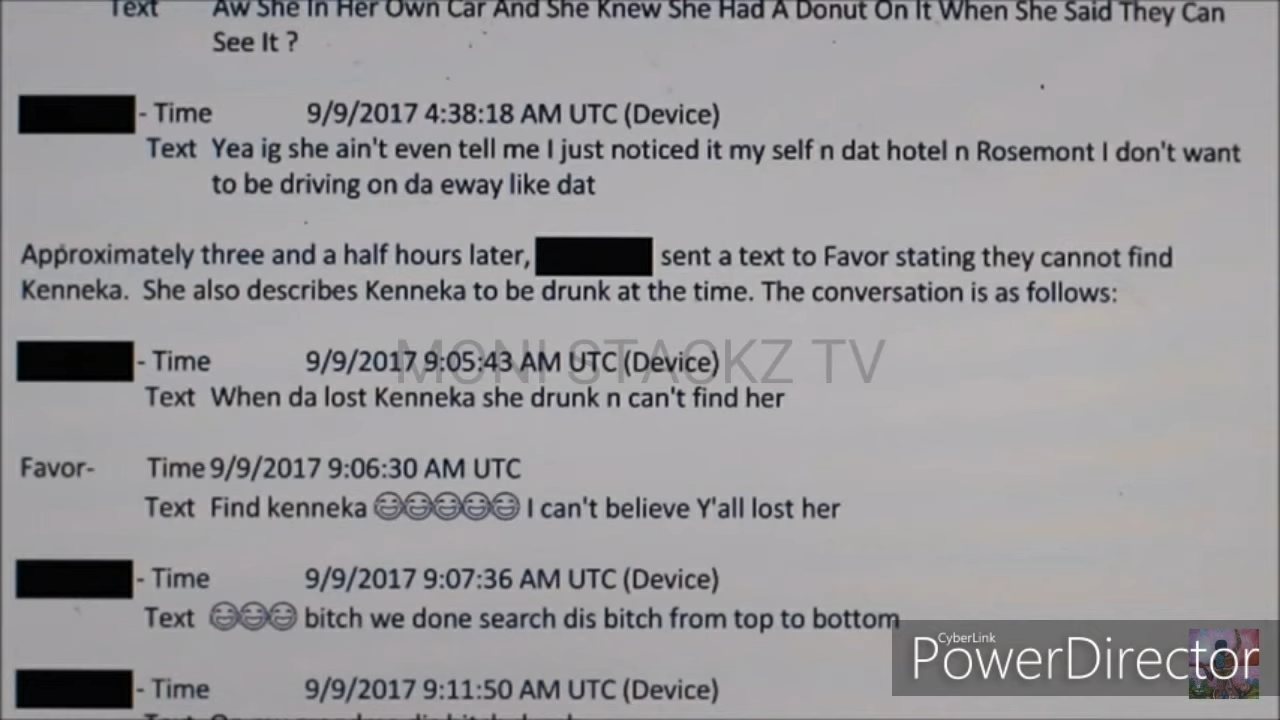 Text Aw She In Her Own Car And She Knew She Had A Donut On It When She Said They Can
See It ?
- Time 9/9/2017 4:38:18 AM UTC (Device)
Text Yea ig she ain't even tell me I just noticed it my self n dat hotel n Rosemont I don't want
to be driving on da eway like dat
Approximately three and a half hours later, sent a text to Favor stating they cannot find
Kenneka. She also describes Kenneka to be drunk at the time. The conversation is as follows:
MONI STACKZ TV
- Time 9/9/2017 9:05:43 AM UTC (Device)
Text When da lost Kenneka she drunk n can't find her
Favor- Time 9/9/2017 9:06:30 AM UTC
Text Find kenneka 😂😂😂😂😂 I can't believe Y'all lost her
- Time 9/9/2017 9:07:36 AM UTC (Device)
Text 😂😂😂 bitch we done search dis bitch from top to bottom
- Time 9/9/2017 9:11:50 AM UTC (Device)
CyberLink
PowerDirector